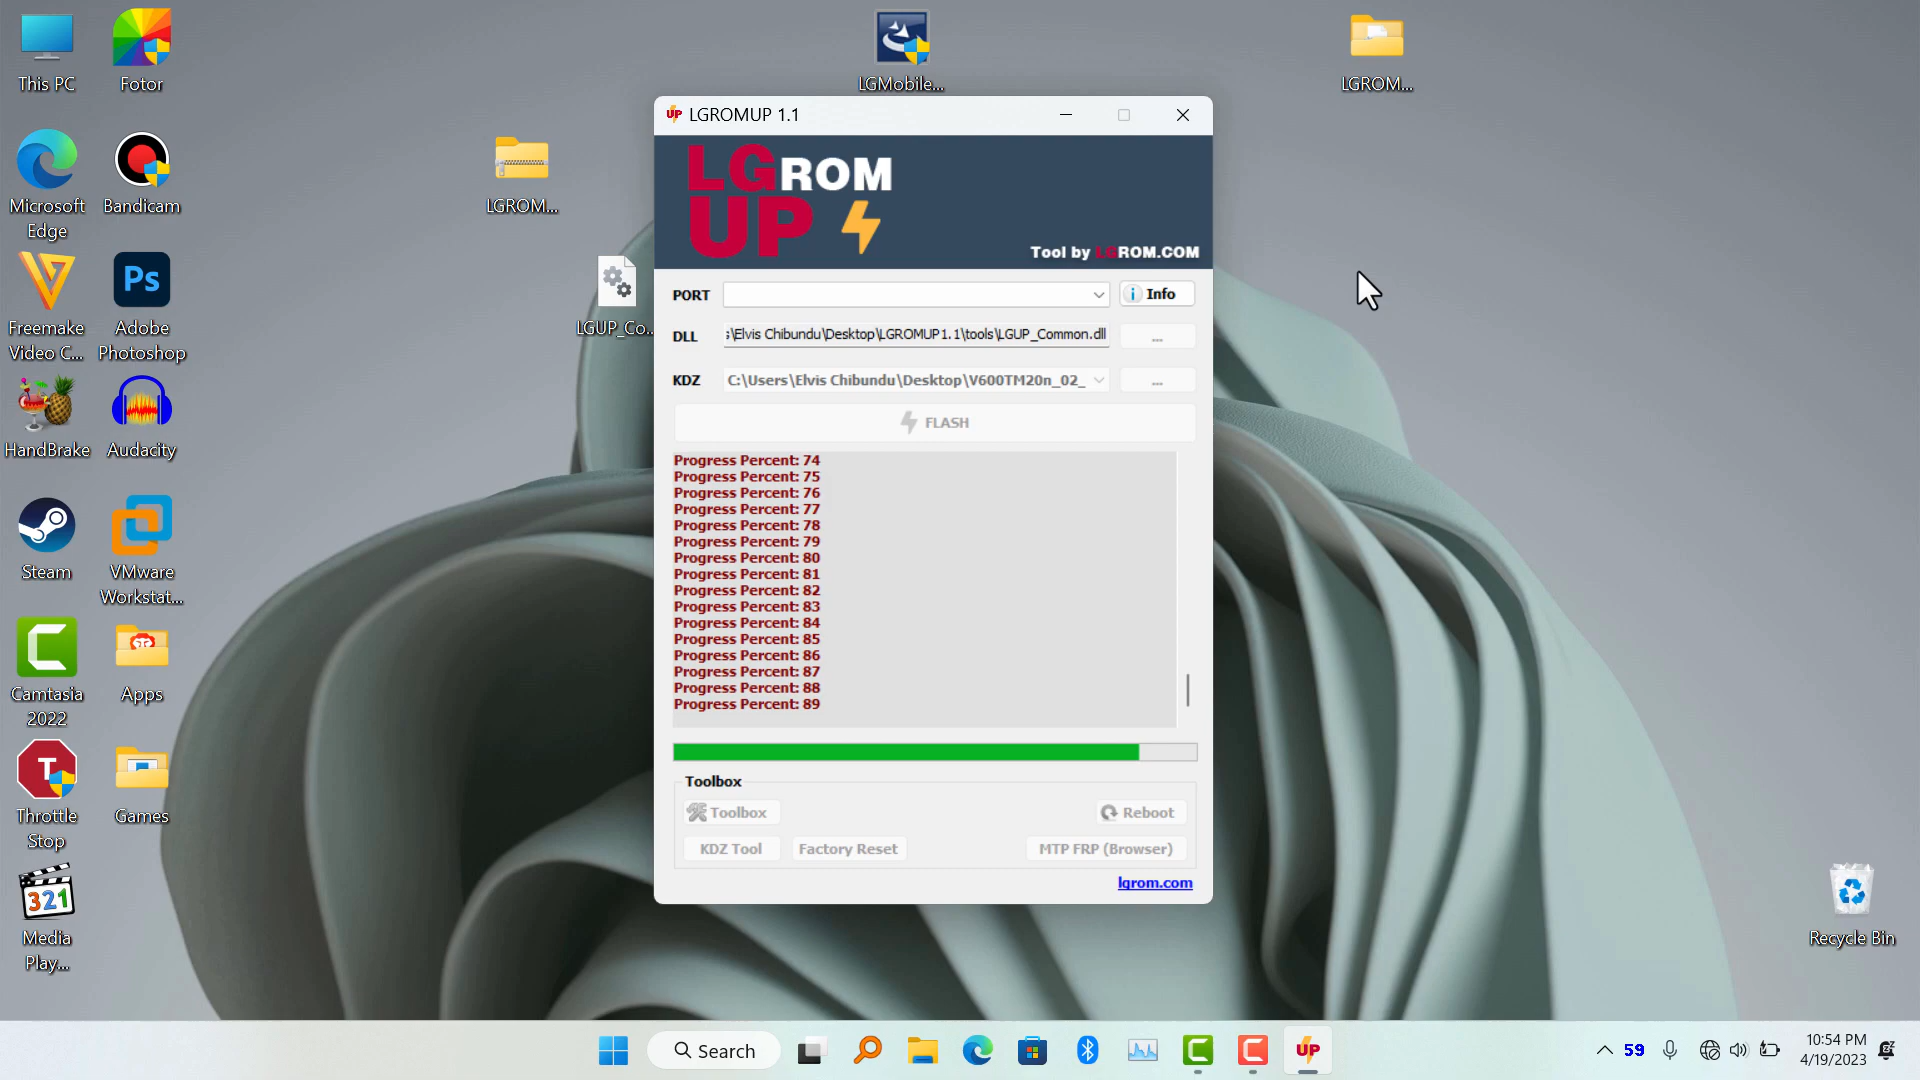 This PC
Fotor
Microsoft
Edge
Bandicam
Freemake
Video C...
Adobe
Photoshop
Ps
HandBrake
Audacity
Steam
VMware
Workstat...
Camtasia
2022
Apps
Throttle
Stop
T
Games
321
Media
Play...
LGMobile...
LGROM...
LGROM...
LGUP_Co...
Recycle Bin
UP LGROMUP 1.1
LGROM
UP
Tool by LGROM.COM
PORT
Info
DLL
\Elvis Chibundu\Desktop\LGROMUP1.1\tools\LGUP_Common.dll
...
KDZ
C:\Users\Elvis Chibundu\Desktop\V600TM20n_02_
...
FLASH
Progress Percent: 74
Progress Percent: 75
Progress Percent: 76
Progress Percent: 77
Progress Percent: 78
Progress Percent: 79
Progress Percent: 80
Progress Percent: 81
Progress Percent: 82
Progress Percent: 83
Progress Percent: 84
Progress Percent: 85
Progress Percent: 86
Progress Percent: 87
Progress Percent: 88
Progress Percent: 89
Toolbox
Toolbox
Reboot
KDZ Tool
Factory Reset
MTP FRP (Browser)
lgrom.com
Search
UP
59
10:54 PM
4/19/2023